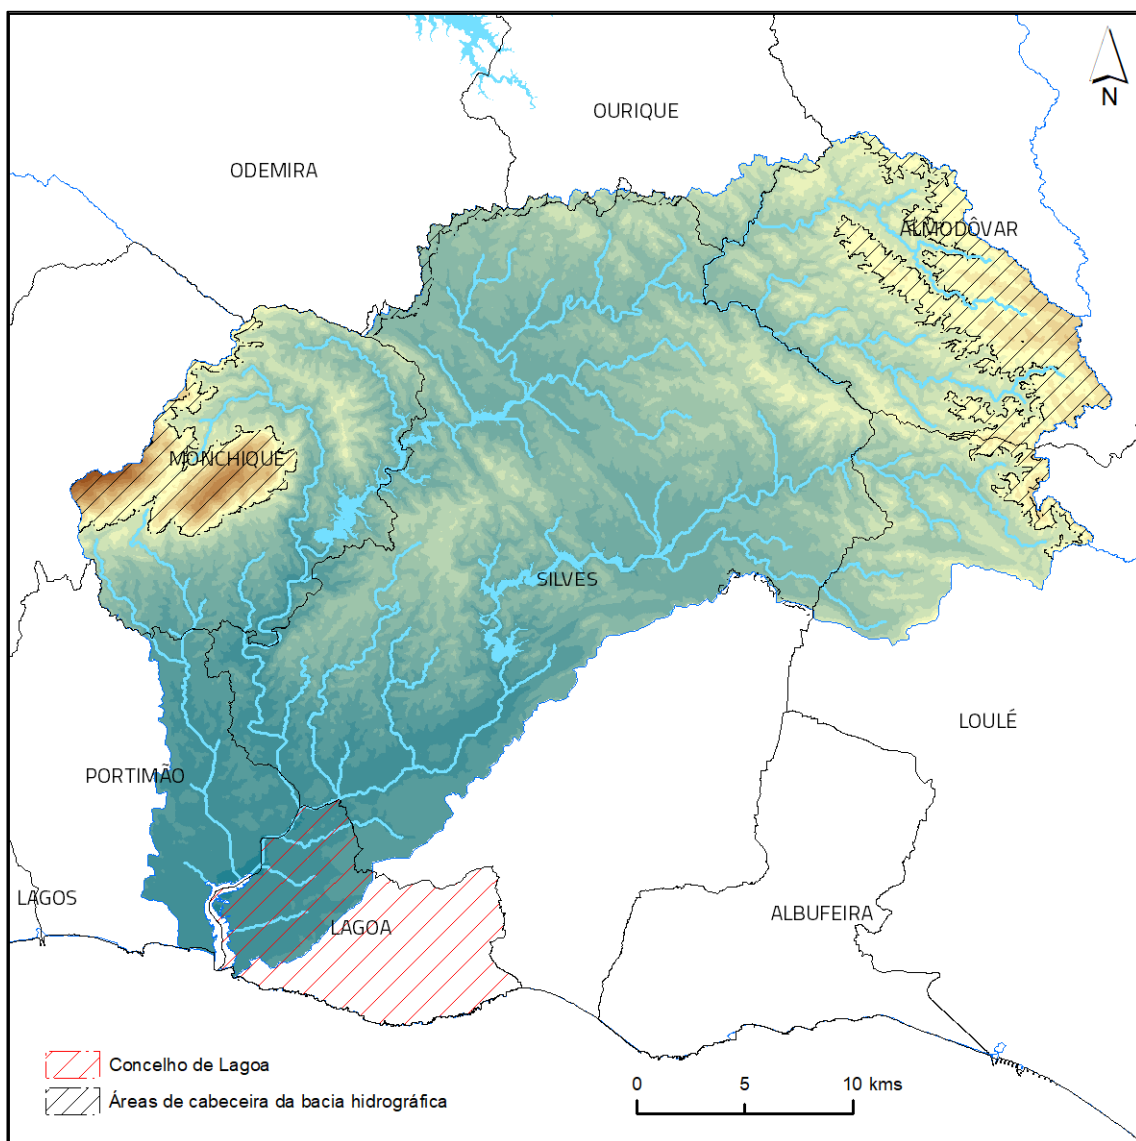 N
OURIQUE
ODEMIRA
ALMODÔVAR
MONCHIQUE
SILVES
LOULÉ
PORTIMÃO
LAGOS
LAGOA
ALBUFEIRA
Concelho de Lagoa
Áreas de cabeceira da bacia hidrográfica
0 5 10 kms